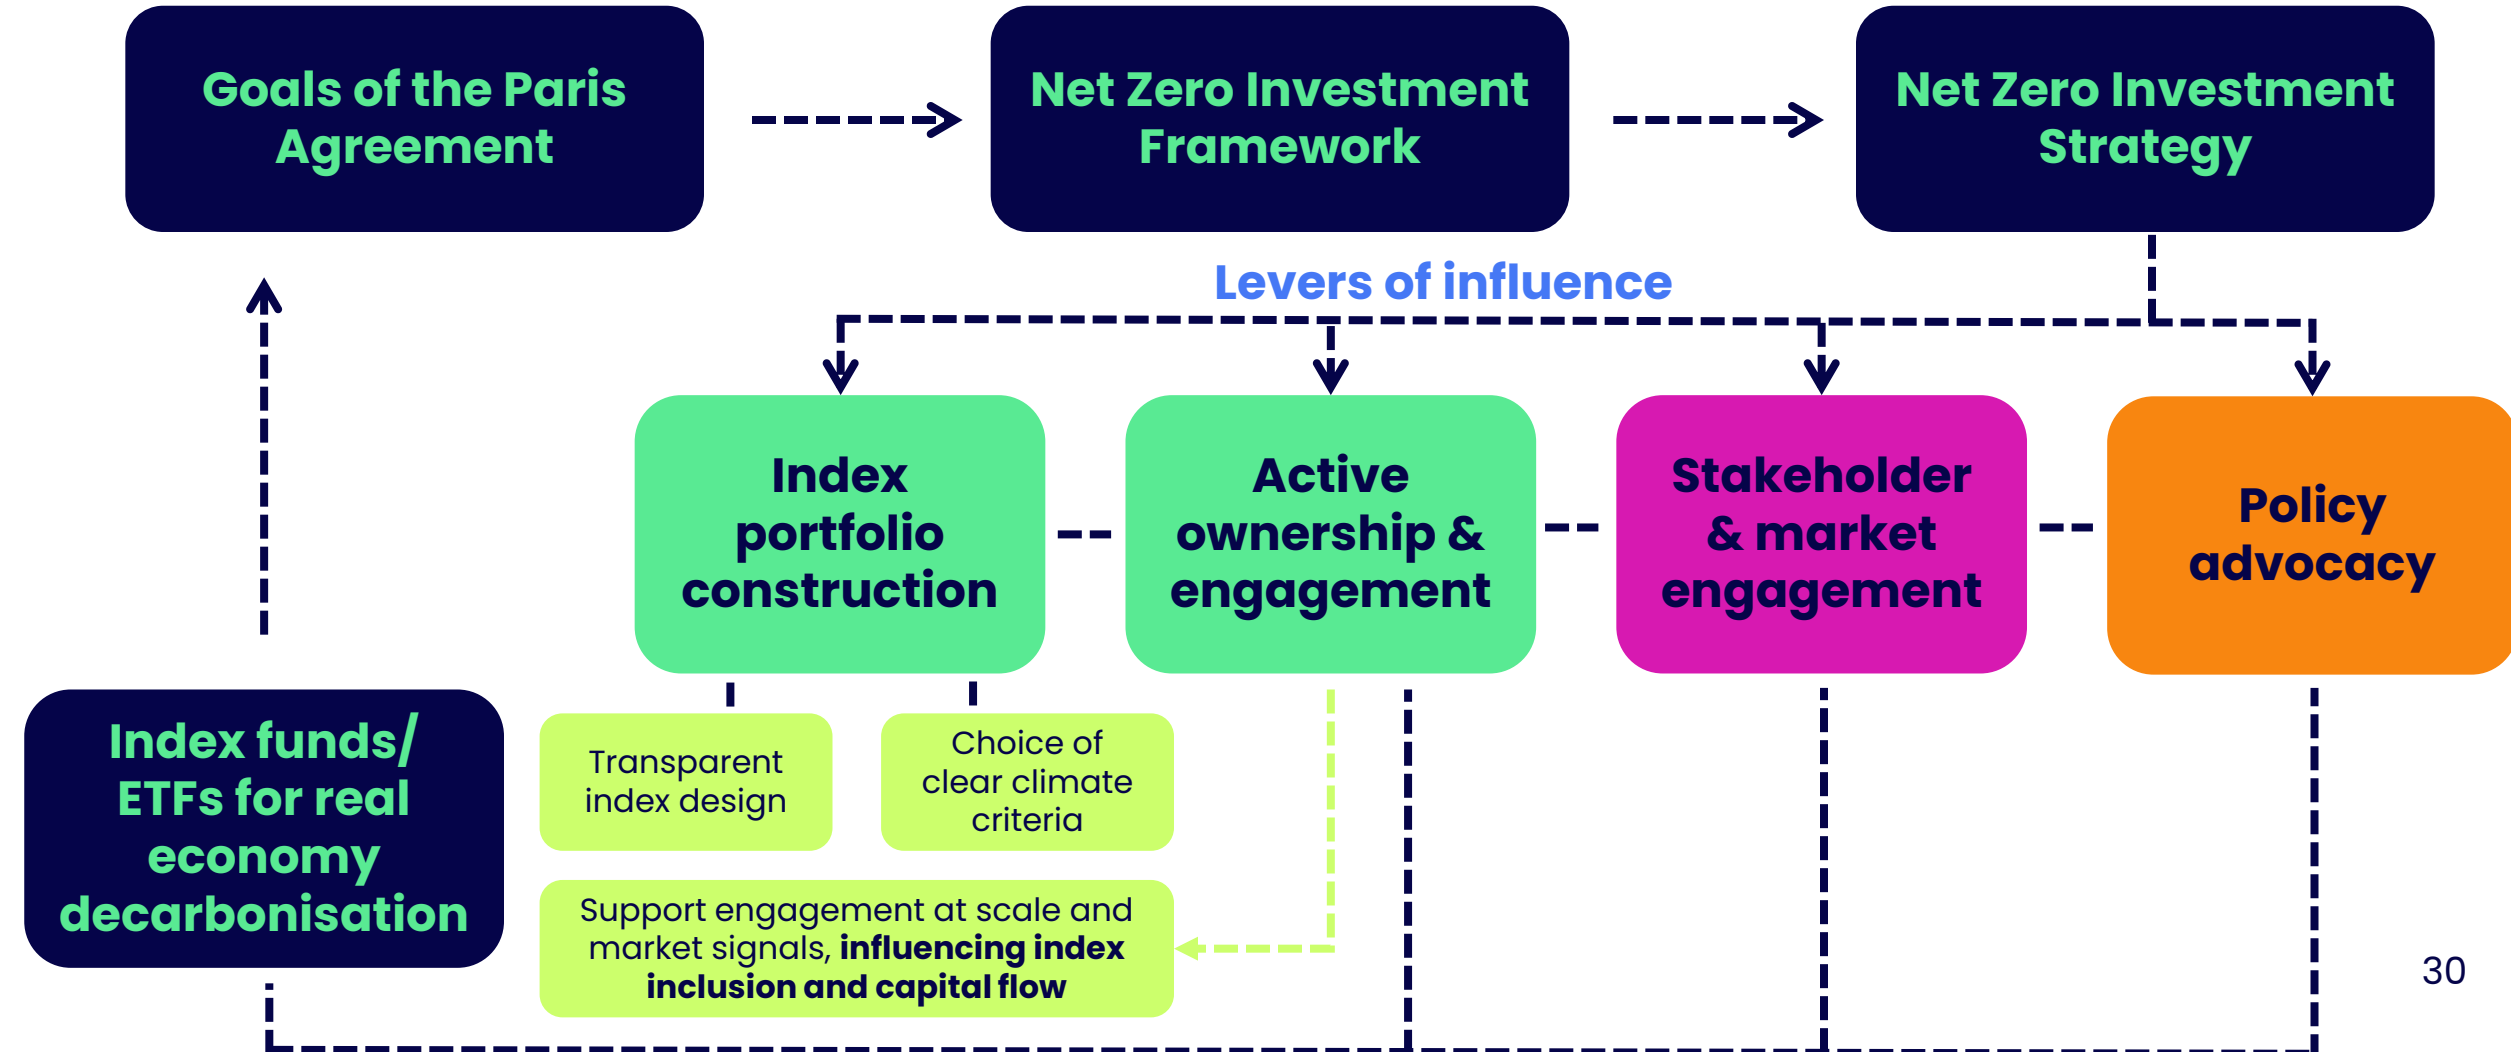 Goals of the Paris
Agreement
Net Zero Investment
Framework
Net Zero Investment
Strategy
Levers of influence
Index
portfolio
construction
Active
ownership &
engagement
Stakeholder
& market
engagement
Policy
advocacy
Index funds/
ETFs for real
economy
decarbonisation
Transparent
index design
Choice of
clear climate
criteria
Support engagement at scale and
market signals, influencing index
inclusion and capital flow
30